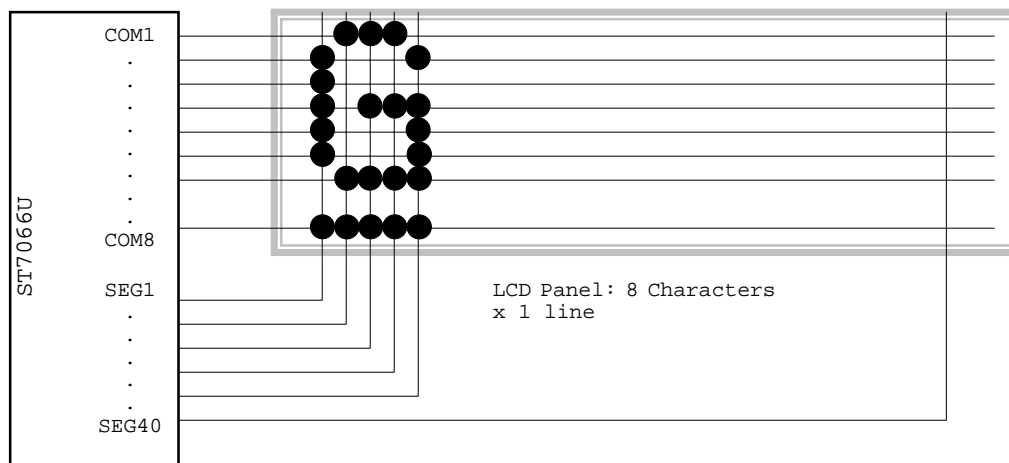 ST7066U
COM1
.
.
.
.
.
.
.
COM8
SEG1
.
.
.
.
.
SEG40
LCD Panel: 8 Characters
x 1 line